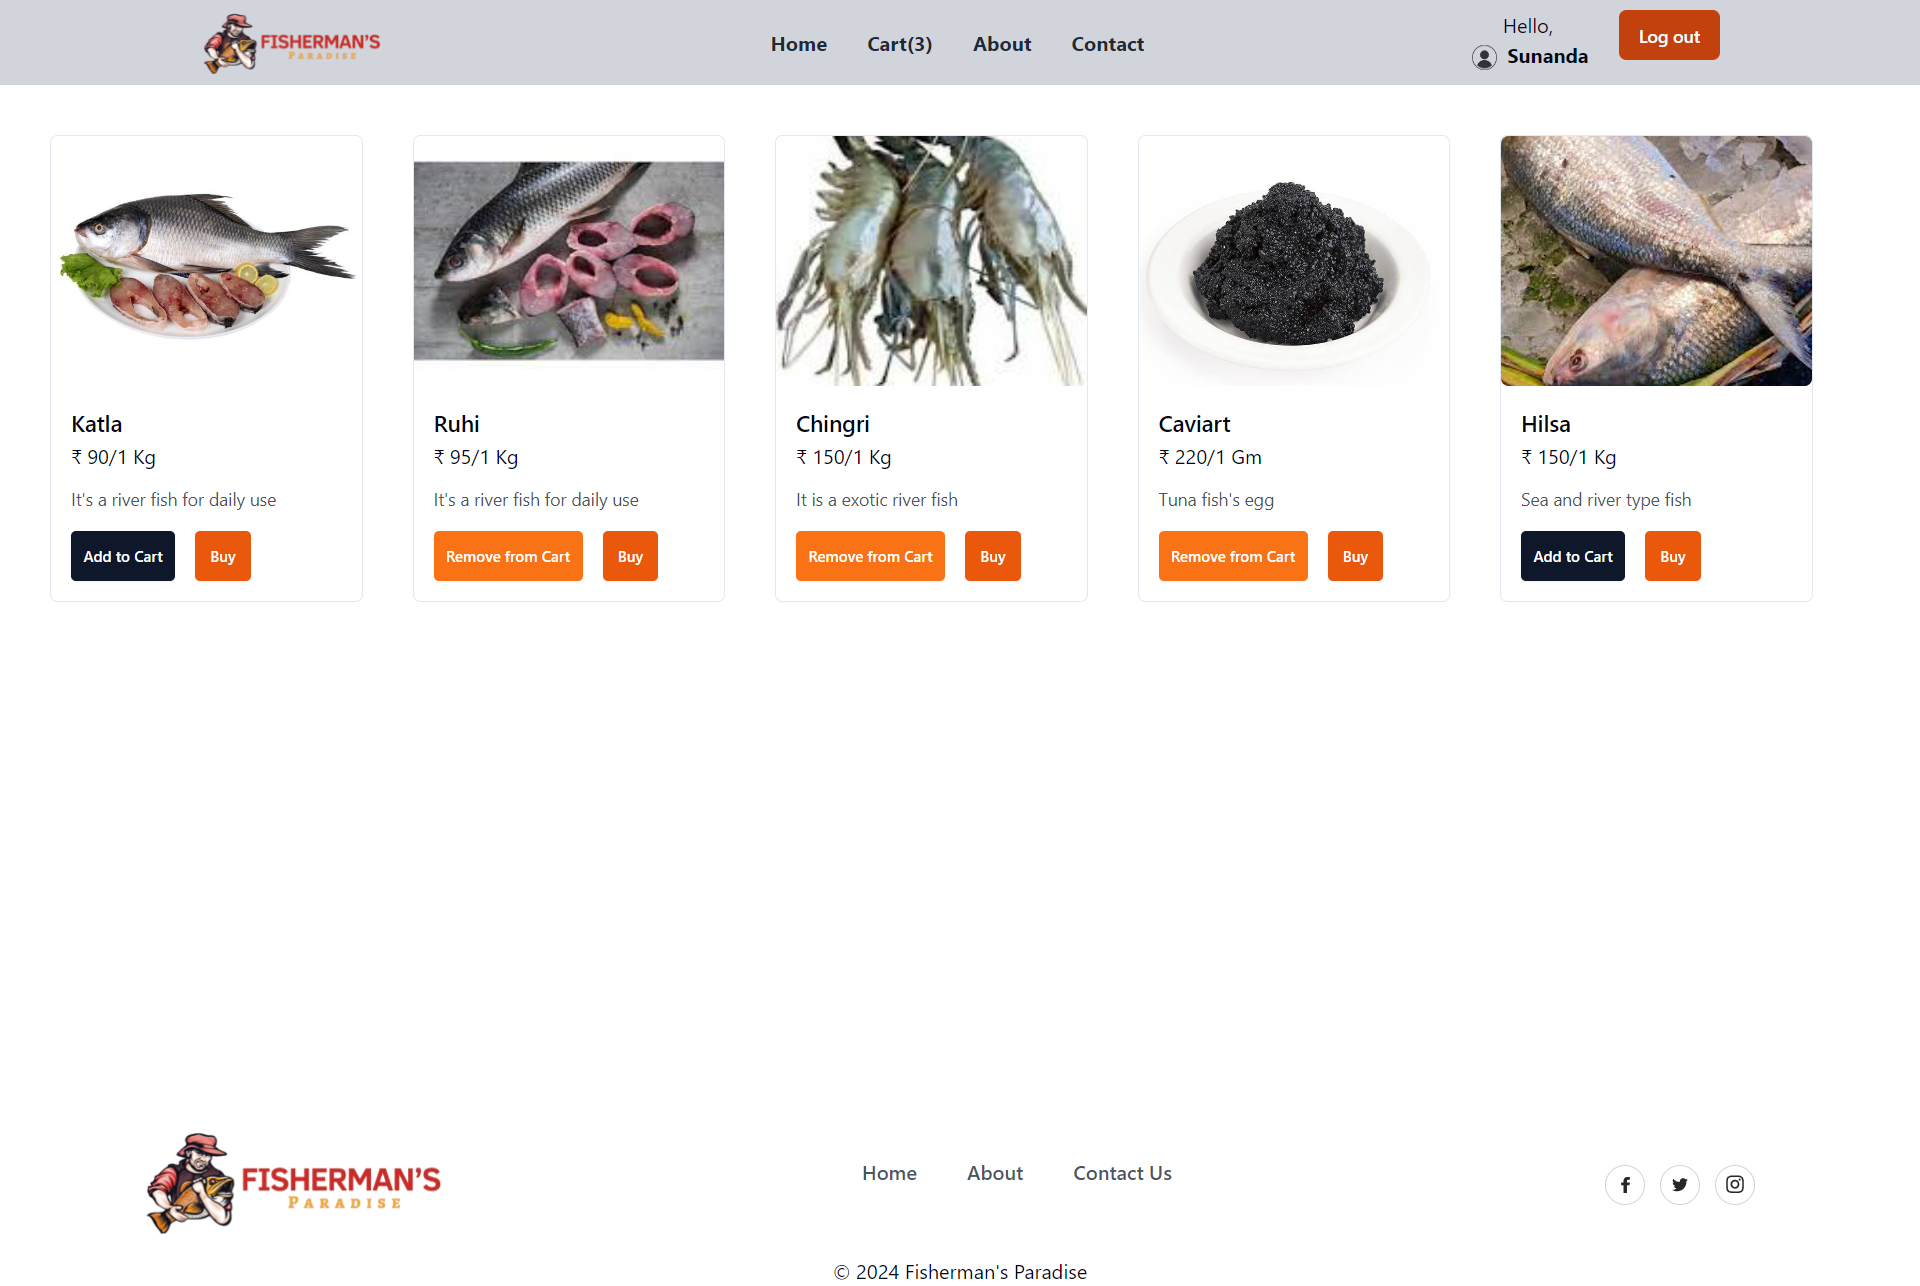 FISHERMAN'S
PARADISE
Home
Cart(3)
About
Contact
Hello,
Sunanda
Log out
Katla
₹ 90/1 Kg
It's a river fish for daily use
Add to Cart
Buy
Ruhi
₹ 95/1 Kg
It's a river fish for daily use
Remove from Cart
Buy
Chingri
₹ 150/1 Kg
It is a exotic river fish
Remove from Cart
Buy
Caviart
₹ 220/1 Gm
Tuna fish's egg
Remove from Cart
Buy
Hilsa
₹ 150/1 Kg
Sea and river type fish
Add to Cart
Buy
FISHERMAN'S
PARADISE
Home
About
Contact Us
© 2024 Fisherman's Paradise